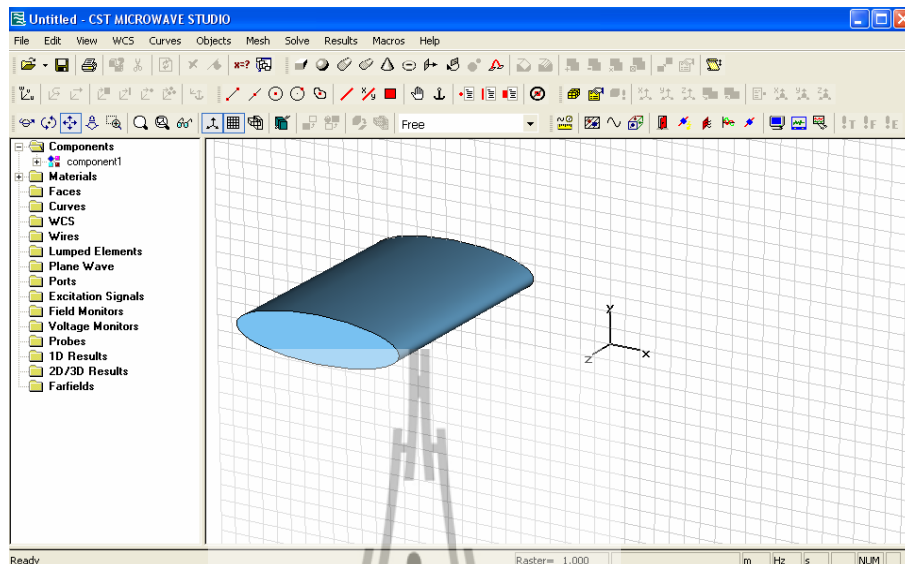 Untitled - CST MICROWAVE STUDIO
File Edit View WCS Curves Objects Mesh Solve Results Macros Help
x=?
Free
!T !F !E
Components
component1
Materials
Faces
Curves
WCS
Wires
Lumped Elements
Plane Wave
Ports
Excitation Signals
Field Monitors
Voltage Monitors
Probes
1D Results
2D/3D Results
Farfields
y
z x
Ready Raster= 1.000 m Hz s NUM